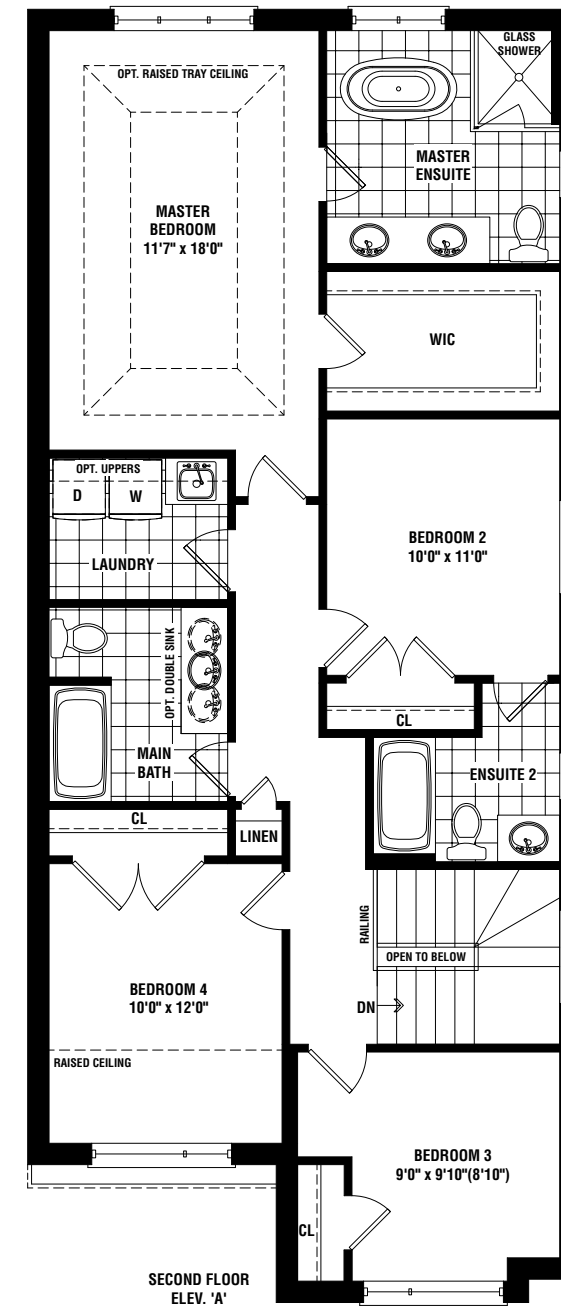 GLASS
SHOWER
OPT. RAISED TRAY CEILING
MASTER
ENSUITE
MASTER
BEDROOM
11'7" x 18'0"
WIC
OPT. UPPERS
D
W
LAUNDRY
BEDROOM 2
10'0" x 11'0"
OPT. DOUBLE SINK
MAIN
BATH
CL
ENSUITE 2
CL
LINEN
RAILING
OPEN TO BELOW
DN
BEDROOM 4
10'0" x 12'0"
RAISED CEILING
BEDROOM 3
9'0" x 9'10"(8'10")
CL
SECOND FLOOR
ELEV. 'A'